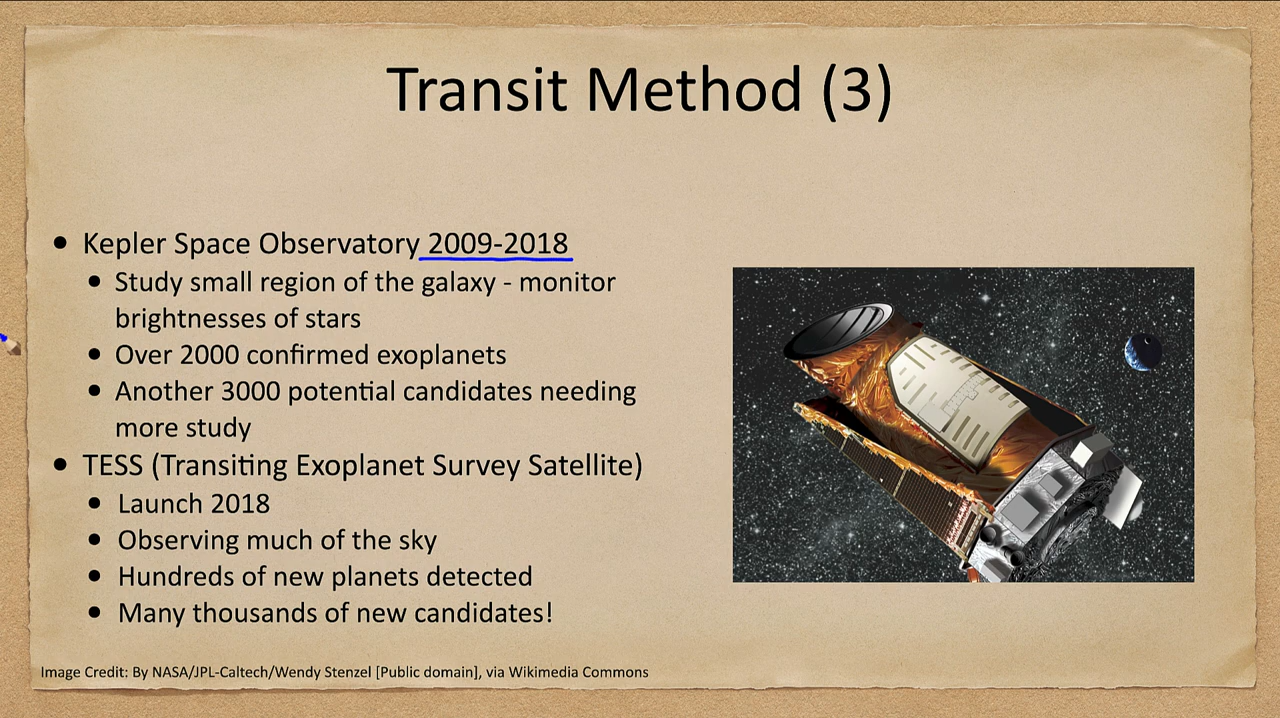 Transit Method (3)
• Kepler Space Observatory 2009-2018
• Study small region of the galaxy - monitor
brightnesses of stars
• Over 2000 confirmed exoplanets
• Another 3000 potential candidates needing
more study
• TESS (Transiting Exoplanet Survey Satellite)
• Launch 2018
• Observing much of the sky
• Hundreds of new planets detected
• Many thousands of new candidates!
Image Credit: By NASA/JPL-Caltech/Wendy Stenzel [Public domain], via Wikimedia Commons